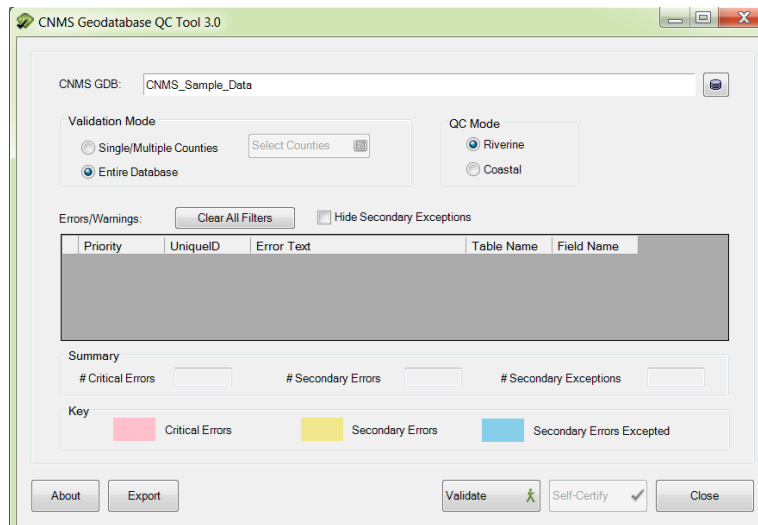 CNMS Geodatabase QC Tool 3.0
CNMS GDB: CNMS_Sample_Data
Validation Mode
QC Mode
Single/Multiple Counties Select Counties
Riverine
Entire Database
Coastal
Errors/Warnings: Clear All Filters Hide Secondary Exceptions
Priority UniqueID Error Text Table Name Field Name
Summary
# Critical Errors # Secondary Errors # Secondary Exceptions
Key
Critical Errors Secondary Errors Secondary Errors Excepted
About Export Validate Self-Certify Close